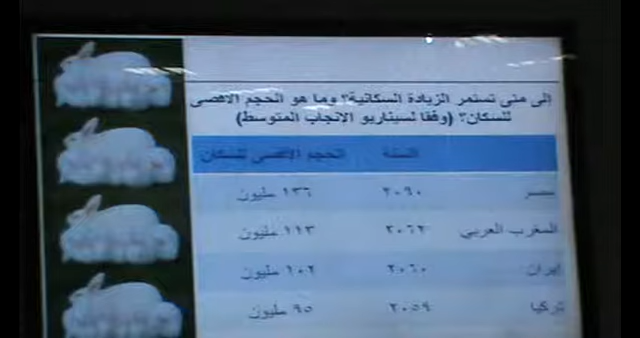 إلى متى تستمر الزيادة السكانية؟ وما هو الحجم الاقصى
للسكان؟ (وفقا لسيناريو الانجاب المتوسط)
السنة الحجم الاقصى للسكان
مصر ٢٠٩٠ ١٣٦ مليون
المغرب العربي ٢٠٦٢ ١١٣ مليون
إيران ٢٠٦٠ ١٠٢ مليون
تركيا ٢٠٥٩ ٩٥ مليون